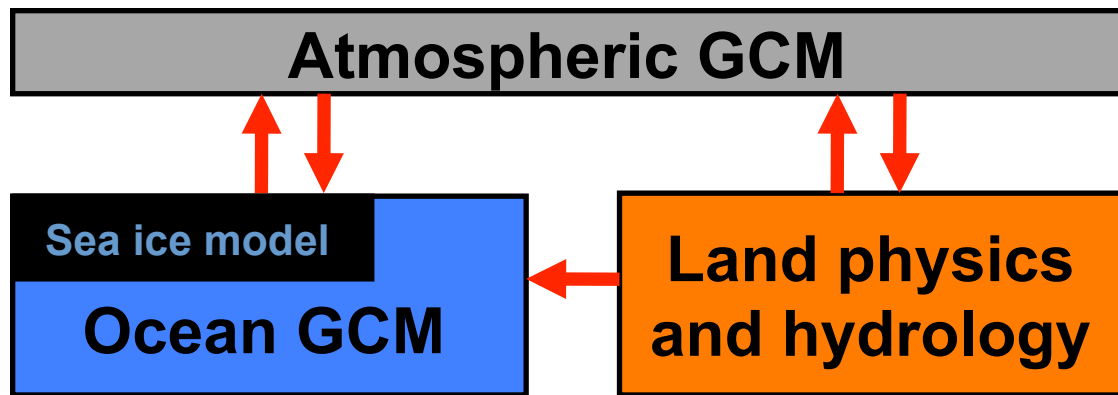 Atmospheric GCM
Sea ice model
Ocean GCM
Land physics
and hydrology